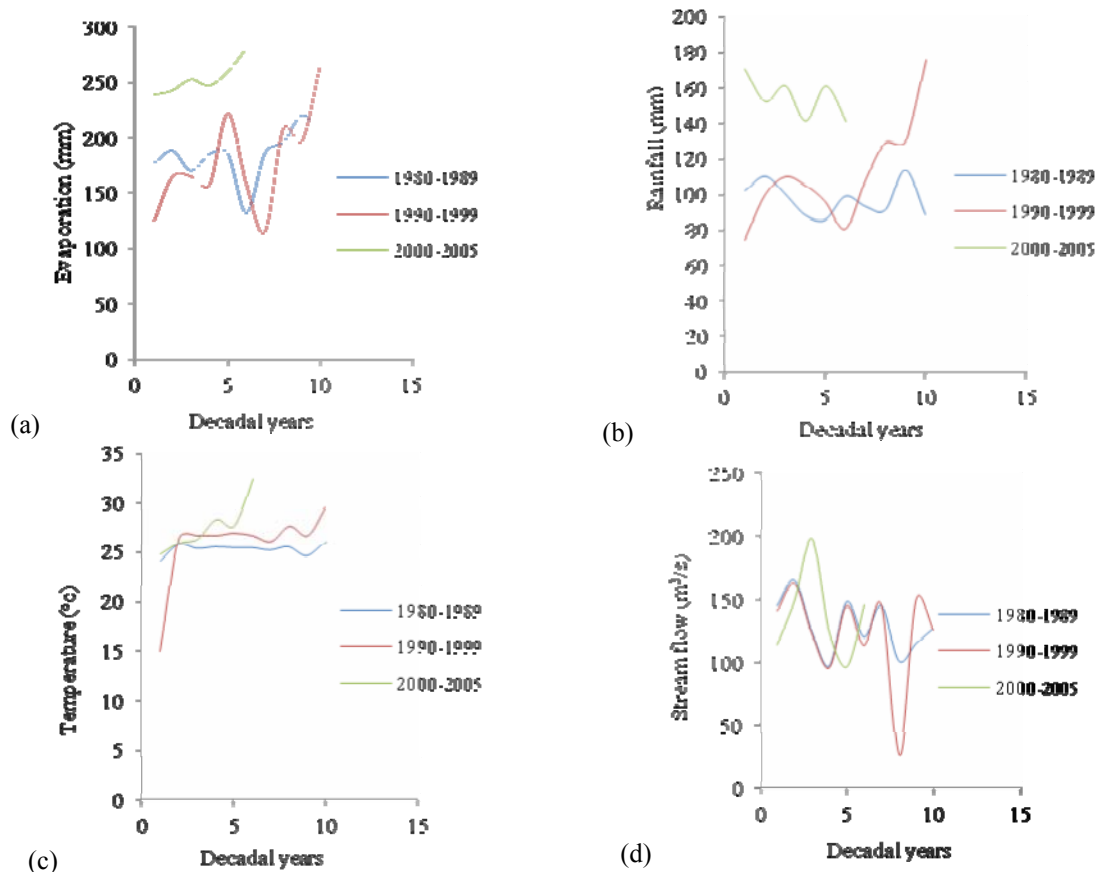 300
250
200
150
100
50
0
0 5 10 15
Evaporation (mm)
Decadal years
1980-1989
1990-1999
2000-2005
(a)
200
180
160
140
120
100
80
60
40
20
0
0 5 10 15
Rainfall (mm)
Decadal years
1980-1989
1990-1999
2000-2005
(b)
35
30
25
20
15
10
5
0
0 5 10 15
Temperature (°c)
Decadal years
1980-1989
1990-1999
2000-2005
(c)
250
200
150
100
50
0
0 5 10 15
Stream flow (m³/s)
Decadal years
1980-1989
1990-1999
2000-2005
(d)